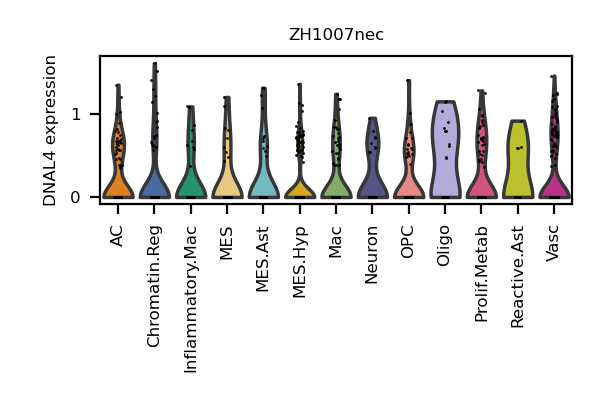 ZH1007nec
DNAL4 expression
1
0
AC
Chromatin.Reg
Inflammatory.Mac
MES
MES.Ast
MES.Hyp
Mac
Neuron
OPC
Oligo
Prolif.Metab
Reactive.Ast
Vasc